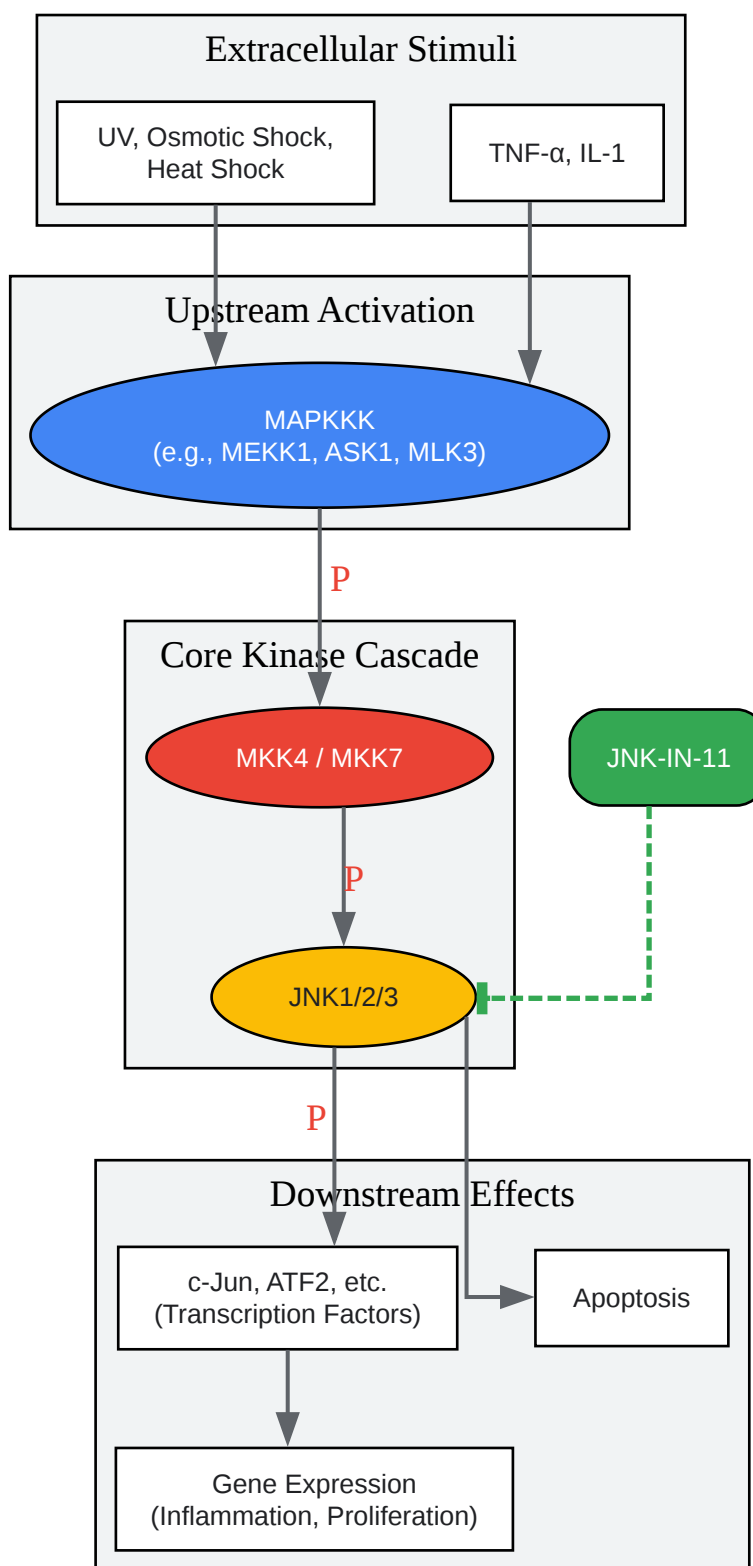 Extracellular Stimuli
UV, Osmotic Shock,
Heat Shock
TNF-α, IL-1
Upstream Activation
MAPKKK
(e.g., MEKK1, ASK1, MLK3)
P
Core Kinase Cascade
MKK4 / MKK7
JNK-IN-11
P
JNK1/2/3
P
Downstream Effects
c-Jun, ATF2, etc.
(Transcription Factors)
Apoptosis
Gene Expression
(Inflammation, Proliferation)